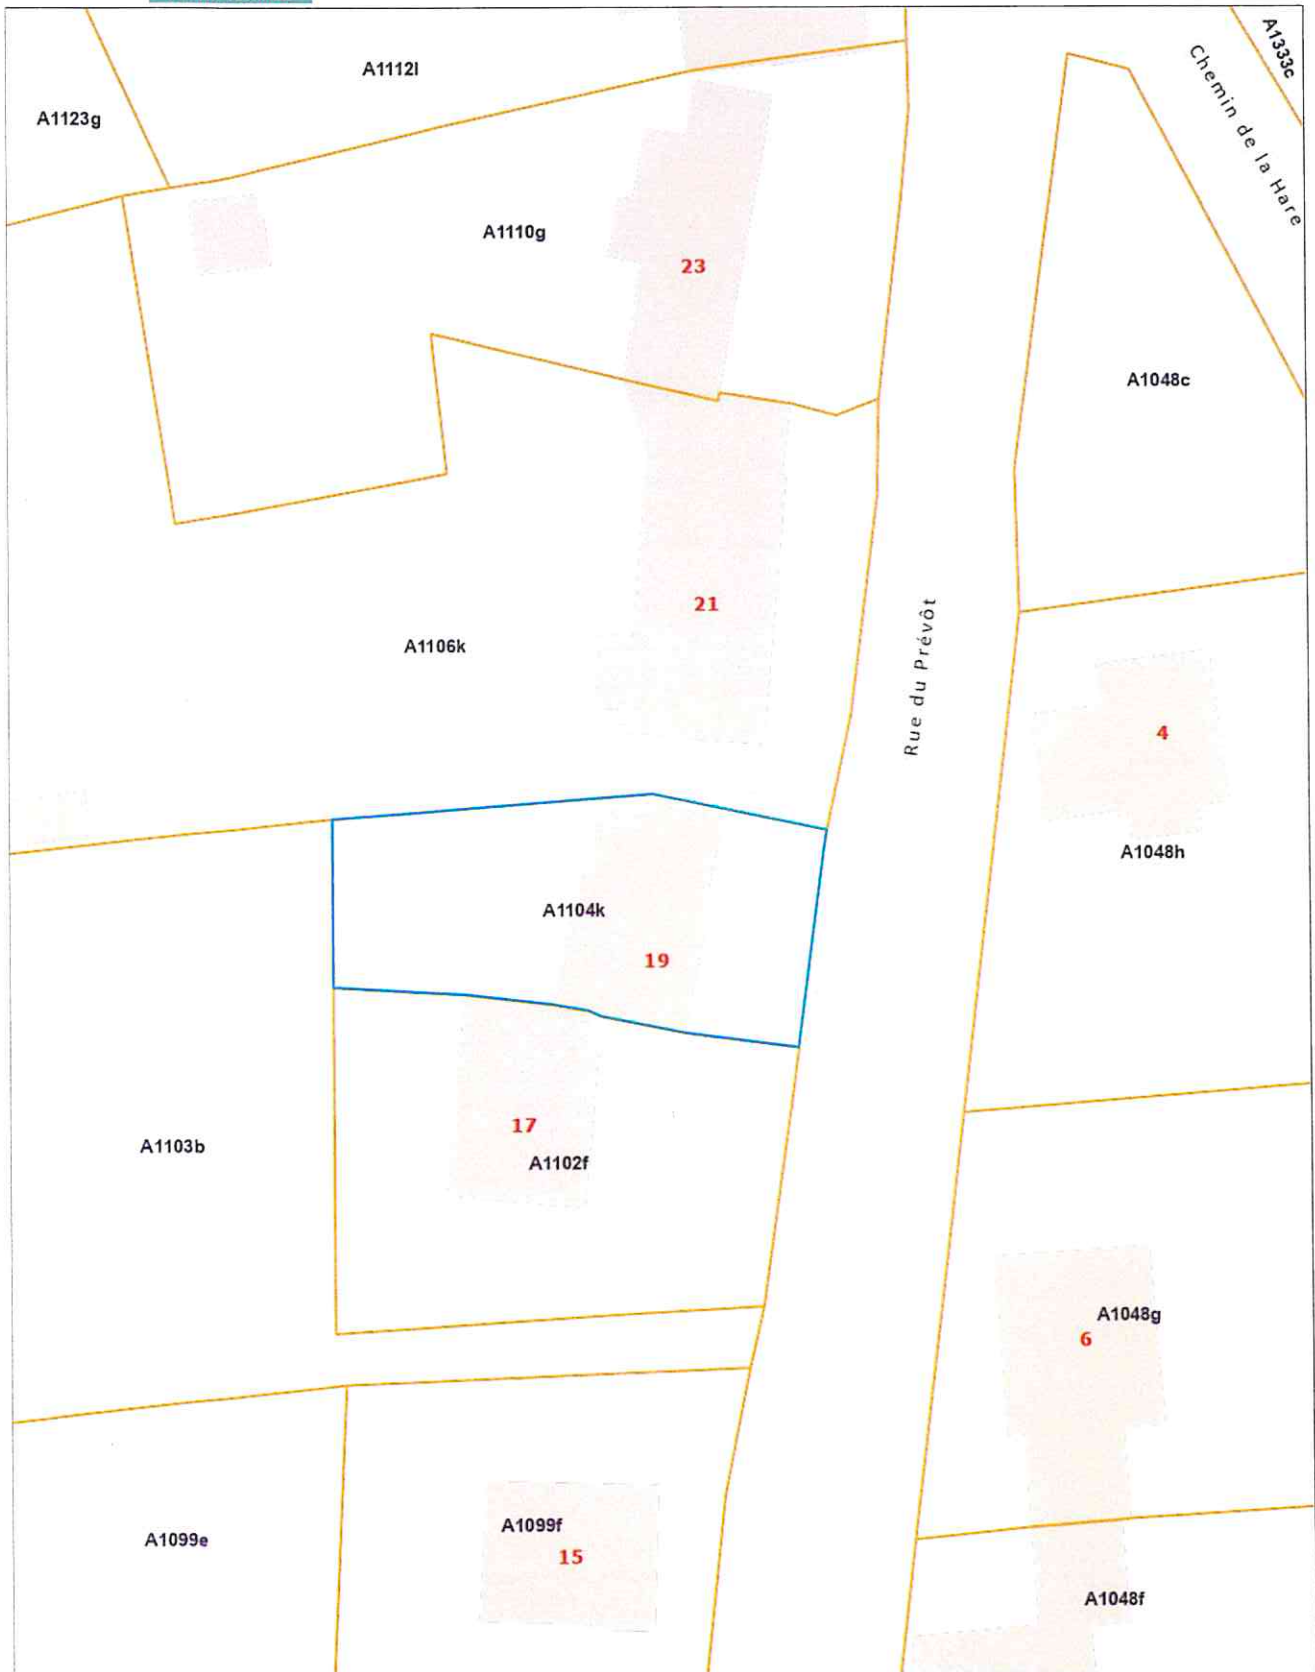 A1333c
Chemin de la Hare
A1112l
A1123g
A1110g
23
A1048c
21
Rue du Prévôt
A1106k
4
A1048h
A1104k
19
17
A1103b
A1102f
A1048g
6
A1099f
A1099e
15
A1048f